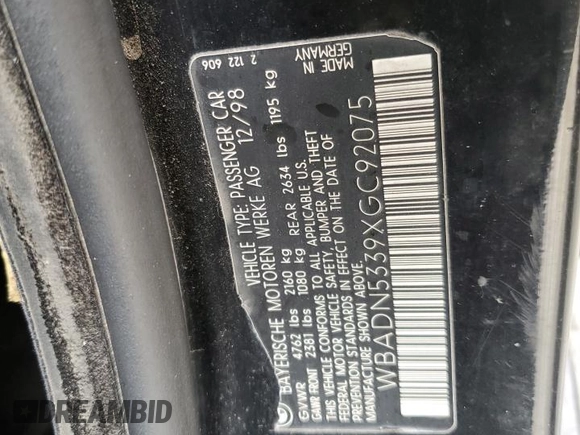 2 122 606
MADE IN
GERMANY
VEHICLE TYPE: PASSENGER CAR
BAYERISCHE MOTOREN WERKE AG 12/98
GVWR 4762 lbs 2160 kg REAR 2634 lbs 1195 kg
GAWR FRONT 2381 lbs 1080 kg
VEHICLE CONFORMS TO ALL APPLICABLE U.S.
FEDERAL MOTOR VEHICLE SAFETY, BUMPER AND THEFT
PREVENTION STANDARDS IN EFFECT ON THE DATE OF
MANUFACTURE SHOWN ABOVE.
WBADN5339XGC92075
DREAMBID